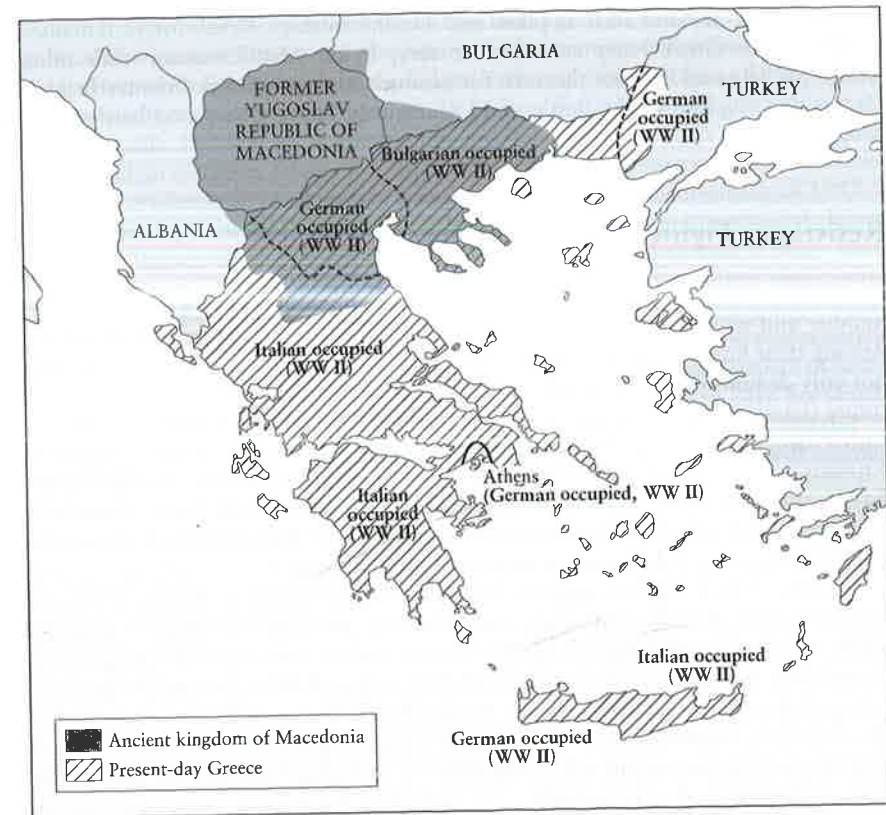 BULGARIA
FORMER
YUGOSLAV
REPUBLIC OF
MACEDONIA
German
occupied
(WW II)
TURKEY
Bulgarian occupied
(WW II)
ALBANIA
German
occupied
(WW II)
TURKEY
Italian occupied
(WW II)
Athens
(German occupied, WW II)
Italian
occupied
(WW II)
Italian occupied
(WW II)
German occupied
(WW II)
Ancient kingdom of Macedonia
Present-day Greece